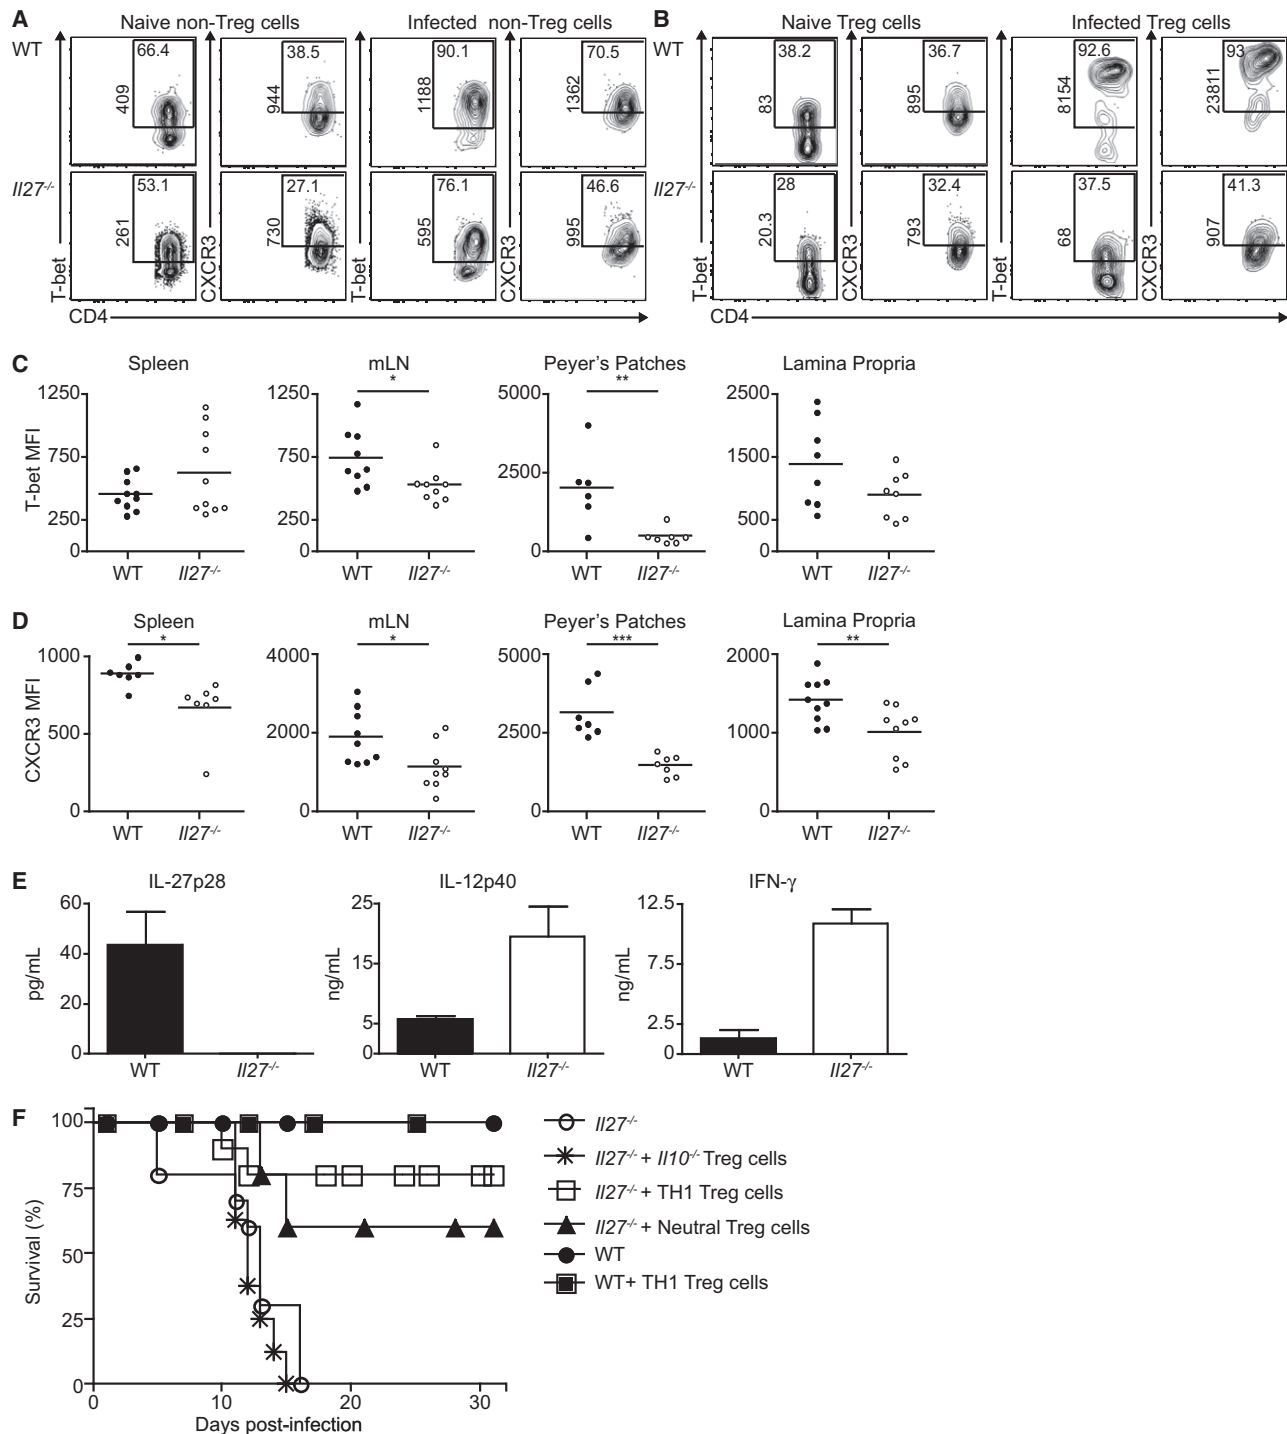 A
Naive non-Treg cells
Infected non-Treg cells
WT
T-bet
66.4
409
CXCR3
38.5
944
T-bet
90.1
1188
CXCR3
70.5
1362
Il27-/-
53.1
261
27.1
730
76.1
595
46.6
995
CD4
B
Naive Treg cells
Infected Treg cells
WT
T-bet
38.2
83
CXCR3
36.7
895
T-bet
92.6
8154
CXCR3
93
23811
Il27-/-
28
20.3
32.4
793
37.5
68
41.3
907
CD4
C
Spleen
mLN
Peyer's Patches
Lamina Propria
*
**
T-bet MFI
1250
750
250
0
1250
750
250
0
5000
2500
0
2500
1500
500
0
WT Il27-/-
WT Il27-/-
WT Il27-/-
WT Il27-/-
D
Spleen
mLN
Peyer's Patches
Lamina Propria
*
*
***
**
CXCR3 MFI
1000
500
0
4000
2000
0
5000
2500
0
2000
1000
0
WT Il27-/-
WT Il27-/-
WT Il27-/-
WT Il27-/-
E
IL-27p28
IL-12p40
IFN-γ
pg/mL
60
40
20
0
ng/mL
25
15
5
0
ng/mL
12.5
7.5
2.5
0
WT Il27-/-
WT Il27-/-
WT Il27-/-
F
Survival (%)
100
75
50
25
0
0 10 20 30
Days post-infection
Il27-/-
Il27-/- + Il10-/- Treg cells
Il27-/- + TH1 Treg cells
Il27-/- + Neutral Treg cells
WT
WT+ TH1 Treg cells